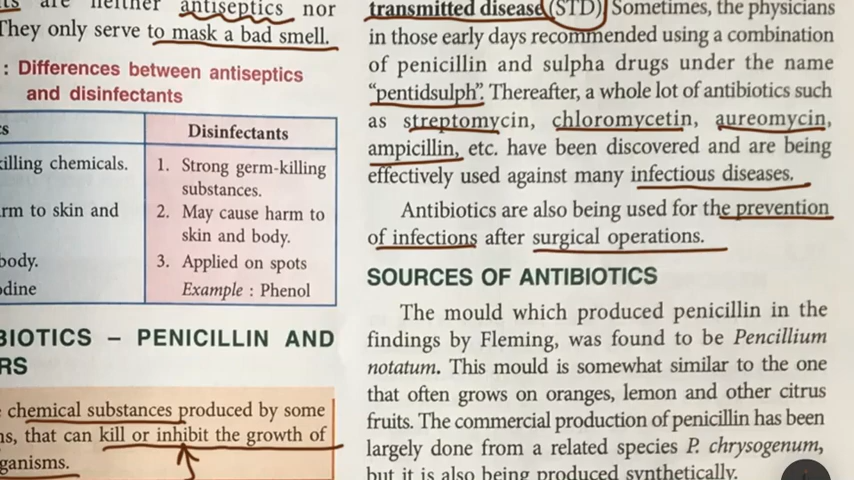 are neither antiseptics nor
They only serve to mask a bad smell.
: Differences between antiseptics
and disinfectants
Disinfectants
killing chemicals.
1. Strong germ-killing
substances.
rm to skin and
2. May cause harm to
skin and body.
body.
3. Applied on spots
odine
Example : Phenol
BIOTICS – PENICILLIN AND
RS
chemical substances produced by some
ns, that can kill or inhibit the growth of
ganisms.
transmitted disease (STD) Sometimes, the physicians
in those early days recommended using a combination
of penicillin and sulpha drugs under the name
“pentidsulph”. Thereafter, a whole lot of antibiotics such
as streptomycin, chloromycetin, aureomycin,
ampicillin, etc. have been discovered and are being
effectively used against many infectious diseases.
Antibiotics are also being used for the prevention
of infections after surgical operations.
SOURCES OF ANTIBIOTICS
The mould which produced penicillin in the
findings by Fleming, was found to be Pencillium
notatum. This mould is somewhat similar to the one
that often grows on oranges, lemon and other citrus
fruits. The commercial production of penicillin has been
largely done from a related species P. chrysogenum,
but it is also being produced synthetically.